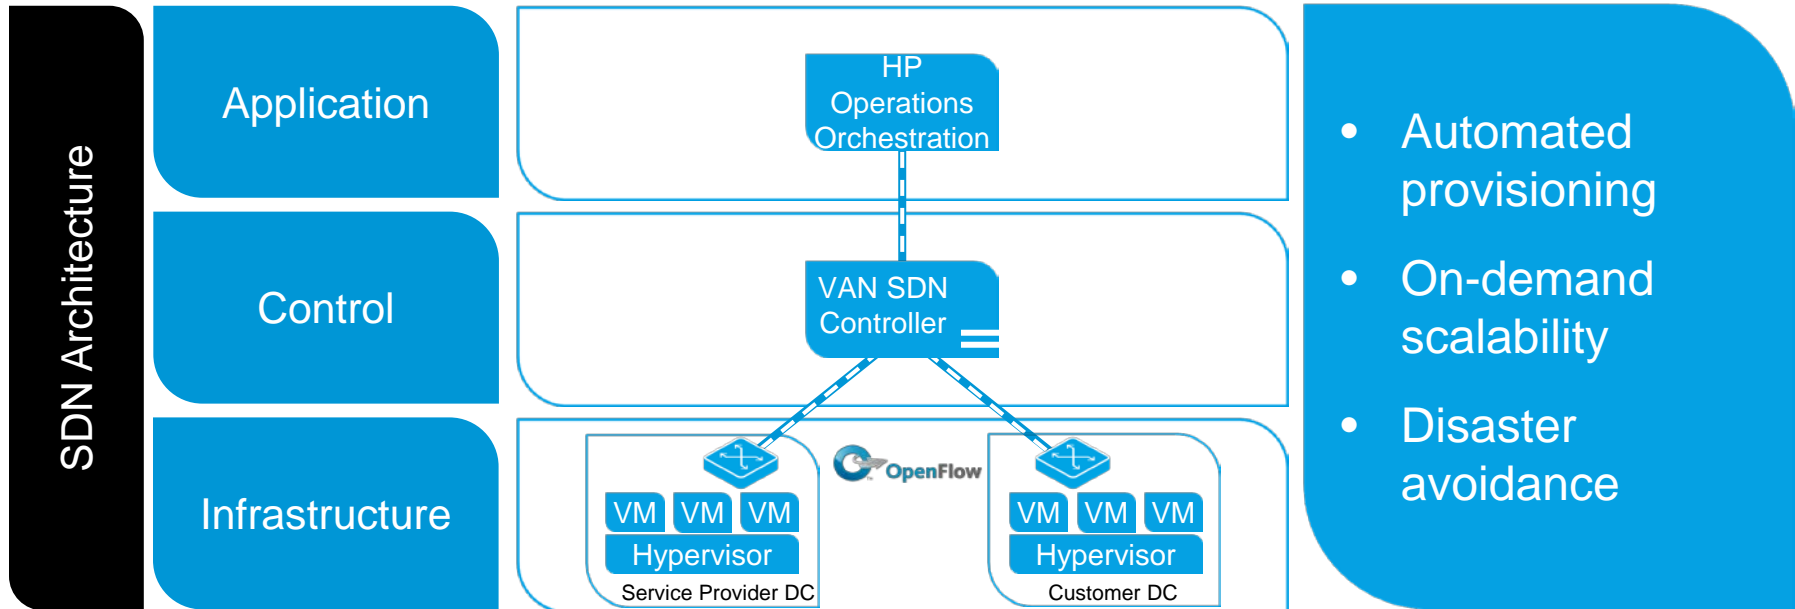 SDN Architecture
Application
HP
Operations
Orchestration
Control
VAN SDN
Controller
Infrastructure
OpenFlow
VM VM VM
Hypervisor
Service Provider DC
VM VM VM
Hypervisor
Customer DC
• Automated
provisioning
• On-demand
scalability
• Disaster
avoidance